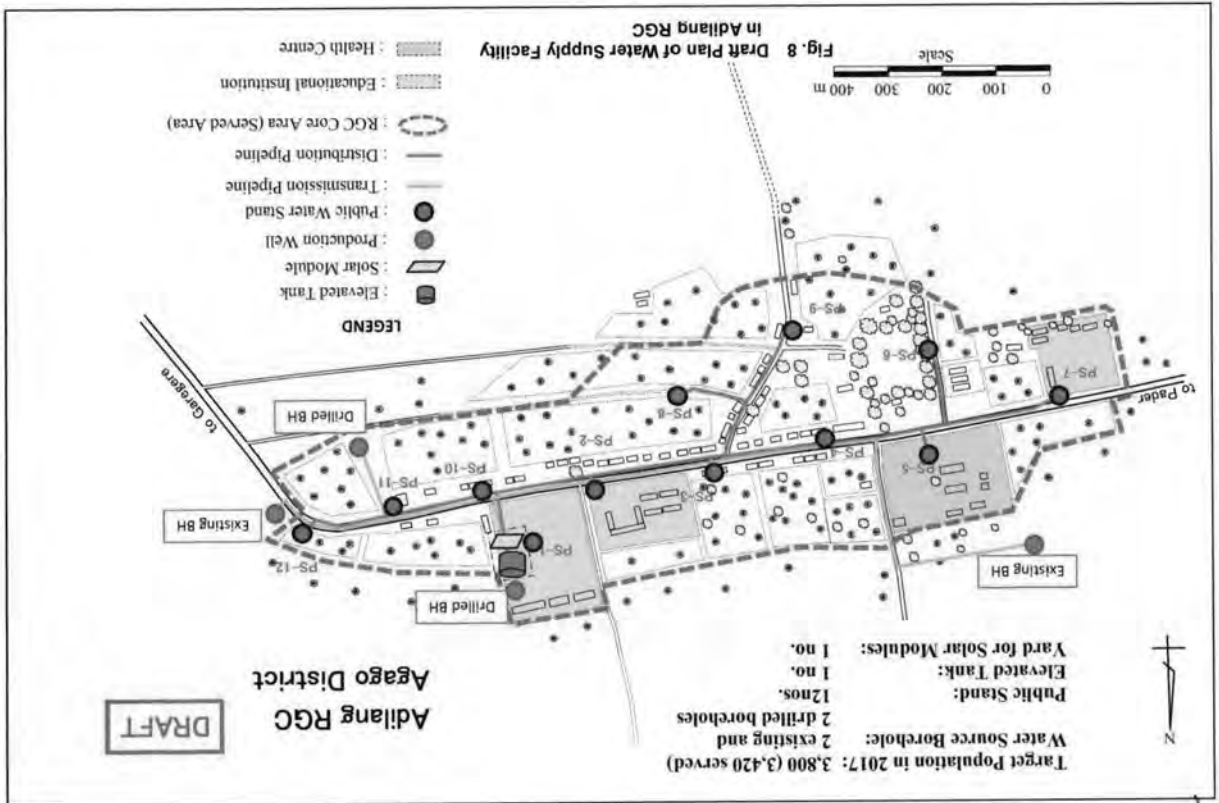 Target Population in 2017: 3,800 (3,420 served)
Water Source Borehole: 2 existing and
2 drilled boreholes
Public Stand: 12nos.
Elevated Tank: 1 no.
Yard for Solar Modules: 1 no.
N
Adilang RGC
Agago District
DRAFT
Existing BH
Drilled BH
PS-1
PS-12
Existing BH
PS-5
PS-4
PS-3
PS-11
PS-10
PS-2
Drilled BH
to Pader
PS-7
PS-6
PS-8
PS-9
to Garegere
LEGEND
: Elevated Tank
: Solar Module
: Production Well
: Public Water Stand
: Transmission Pipeline
: Distribution Pipeline
: RGC Core Area (Served Area)
: Educational Institution
: Health Centre
0 100 200 300 400 m
Scale
Fig. 8 Draft Plan of Water Supply Facility
in Adilang RGC